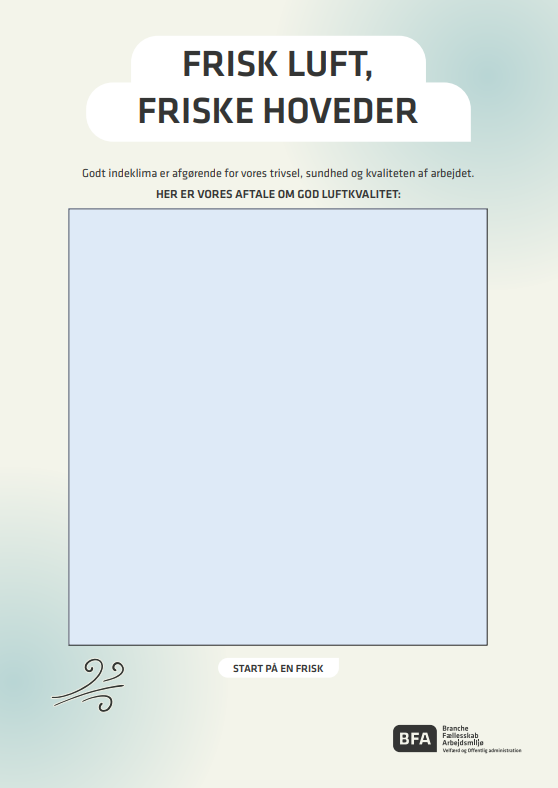 FRISK LUFT,
FRISKE HOVEDER
Godt indeklima er afgørende for vores trivsel, sundhed og kvaliteten af arbejdet.
HER ER VORES AFTALE OM GOD LUFTKVALITET:
START PÅ EN FRISK
BFA
Branche
Fællesskab
Arbejdsmiljø
Velfærd og Offentlig administration